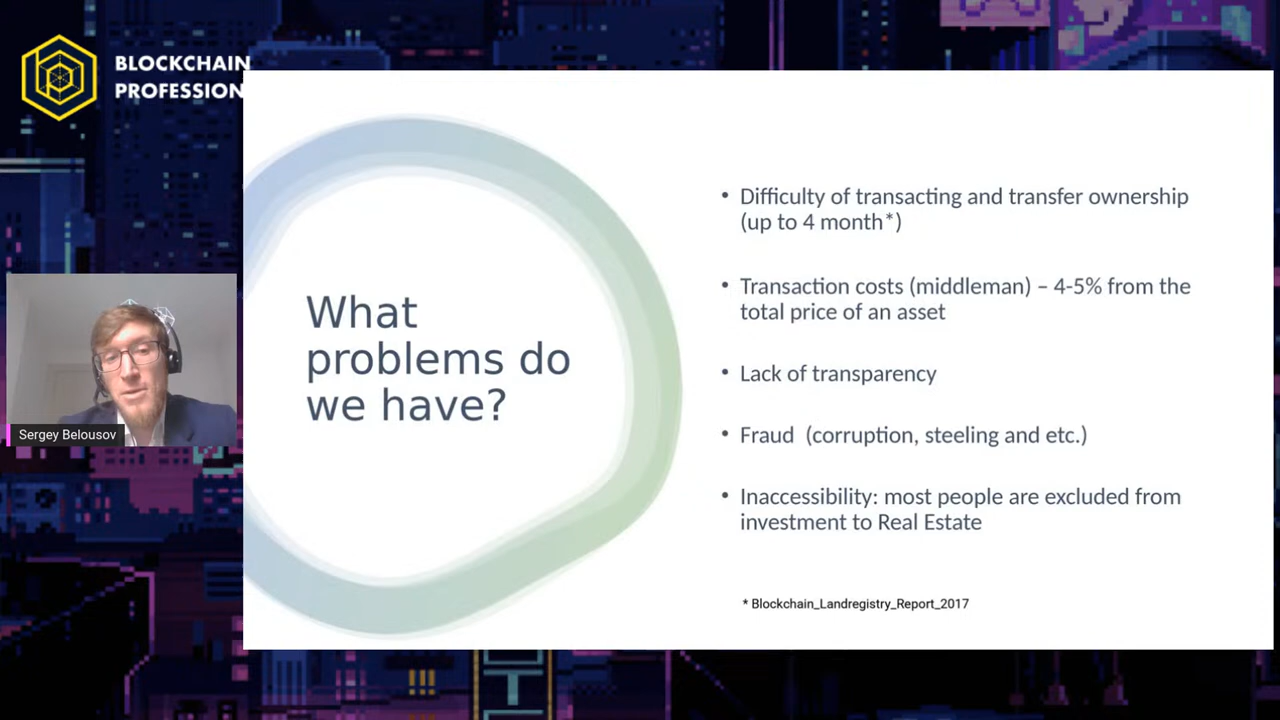 BLOCKCHAIN
PROFESSION
What
problems do
we have?
• Difficulty of transacting and transfer ownership
(up to 4 month*)
• Transaction costs (middleman) – 4-5% from the
total price of an asset
• Lack of transparency
• Fraud  (corruption, steeling and etc.)
• Inaccessibility: most people are excluded from
investment to Real Estate
* Blockchain_Landregistry_Report_2017
Sergey Belousov